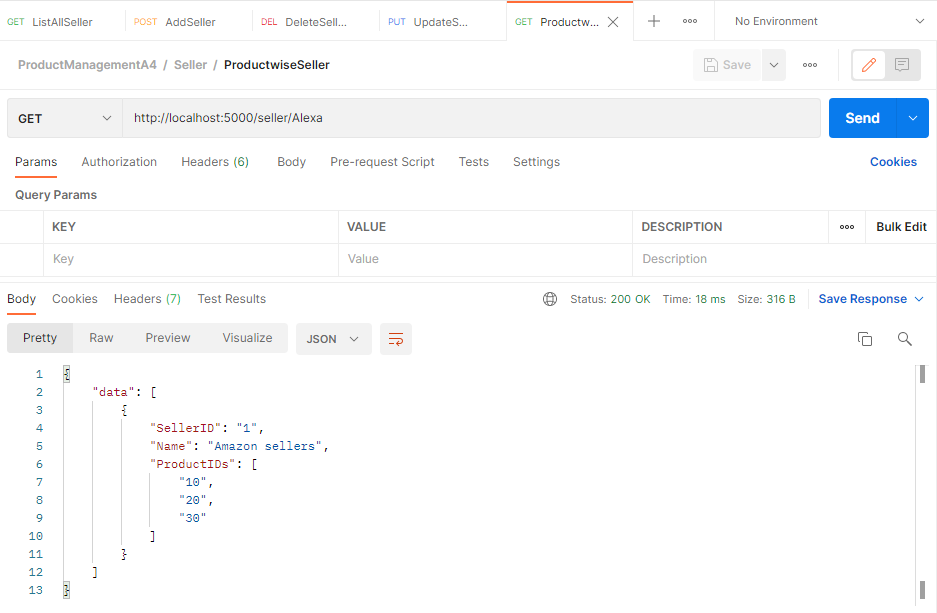 GET ListAllSeller POST AddSeller DEL DeleteSell... PUT UpdateS... GET Productw... No Environment
ProductManagementA4 / Seller / ProductwiseSeller Save
GET http://localhost:5000/seller/Alexa Send
Params Authorization Headers (6) Body Pre-request Script Tests Settings Cookies
Query Params
KEY VALUE DESCRIPTION Bulk Edit
Key Value Description
Body Cookies Headers (7) Test Results Status: 200 OK Time: 18 ms Size: 316 B Save Response
Pretty Raw Preview Visualize JSON
1 {
2 "data": [
3 {
4 "SellerID": "1",
5 "Name": "Amazon sellers",
6 "ProductIDs": [
7 "10",
8 "20",
9 "30"
10 ]
11 }
12 ]
13 }